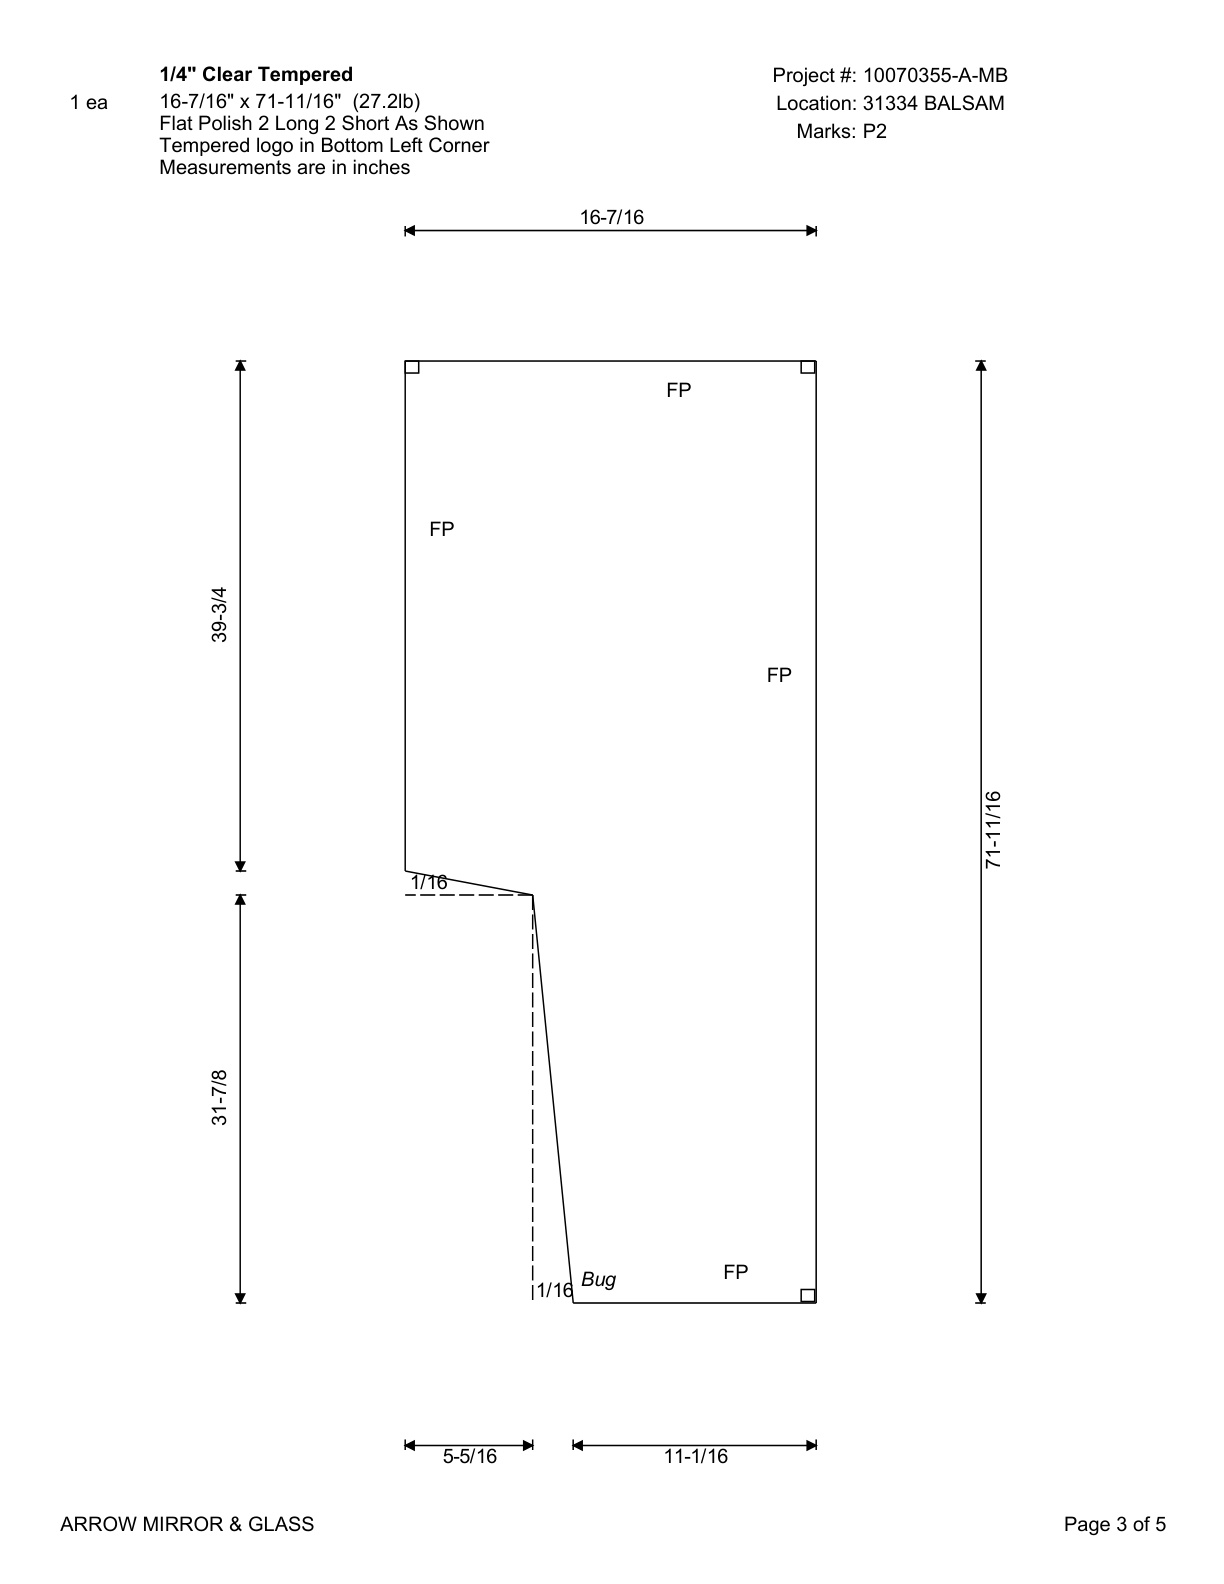 1/4" Clear Tempered
Project #: 10070355-A-MB
1 ea
16-7/16" x 71-11/16" (27.2lb)
Location: 31334 BALSAM
Flat Polish 2 Long 2 Short As Shown
Marks: P2
Tempered logo in Bottom Left Corner
Measurements are in inches
16-7/16
FP
FP
39-3/4
FP
71-11/16
1/16
31-7/8
FP
Bug
1/16
5-5/16
11-1/16
ARROW MIRROR & GLASS
Page 3 of 5